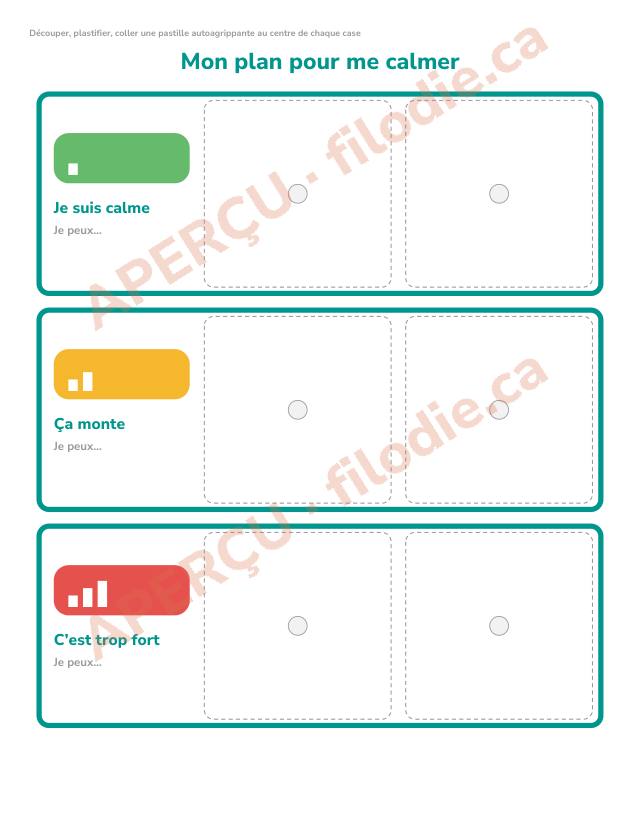 Découper, plastifier, coller une pastille autoagrippante au centre de chaque case
Mon plan pour me calmer
Je suis calme
Je peux...
Ça monte
Je peux...
C'est trop fort
Je peux...
APERÇU · filodie.ca
APERÇU · filodie.ca